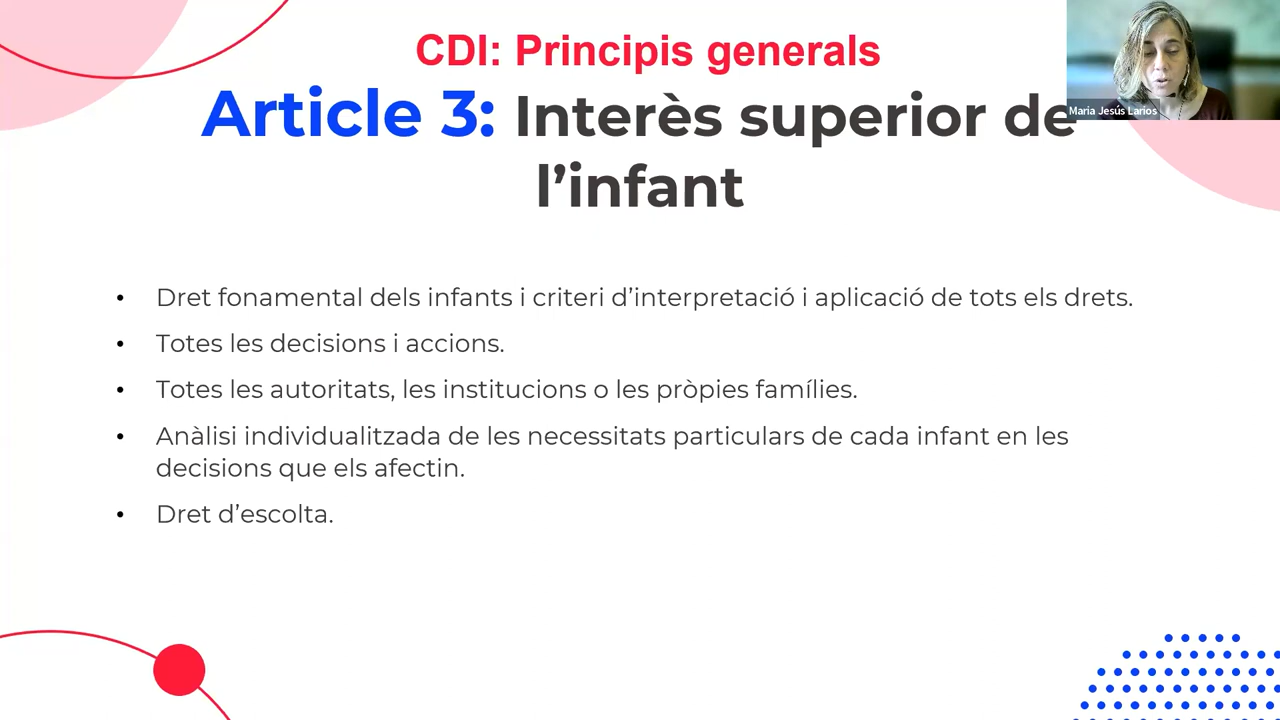 CDI: Principis generals
Article 3: Interès superior de
l’infant
Maria Jesús Larios
• Dret fonamental dels infants i criteri d’interpretació i aplicació de tots els drets.
• Totes les decisions i accions.
• Totes les autoritats, les institucions o les pròpies famílies.
• Anàlisi individualitzada de les necessitats particulars de cada infant en les
decisions que els afectin.
• Dret d’escolta.